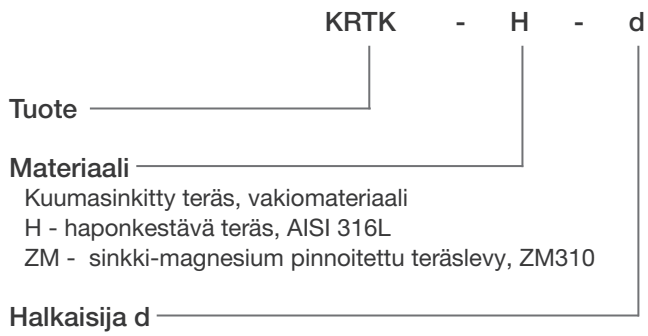 KRTK - H - d
Tuote
Materiaali
Kuumasinkitty teräs, vakiomateriaali
H - haponkestävä teräs, AISI 316L
ZM - sinkki-magnesium pinnoitettu teräslevy, ZM310
Halkaisija d